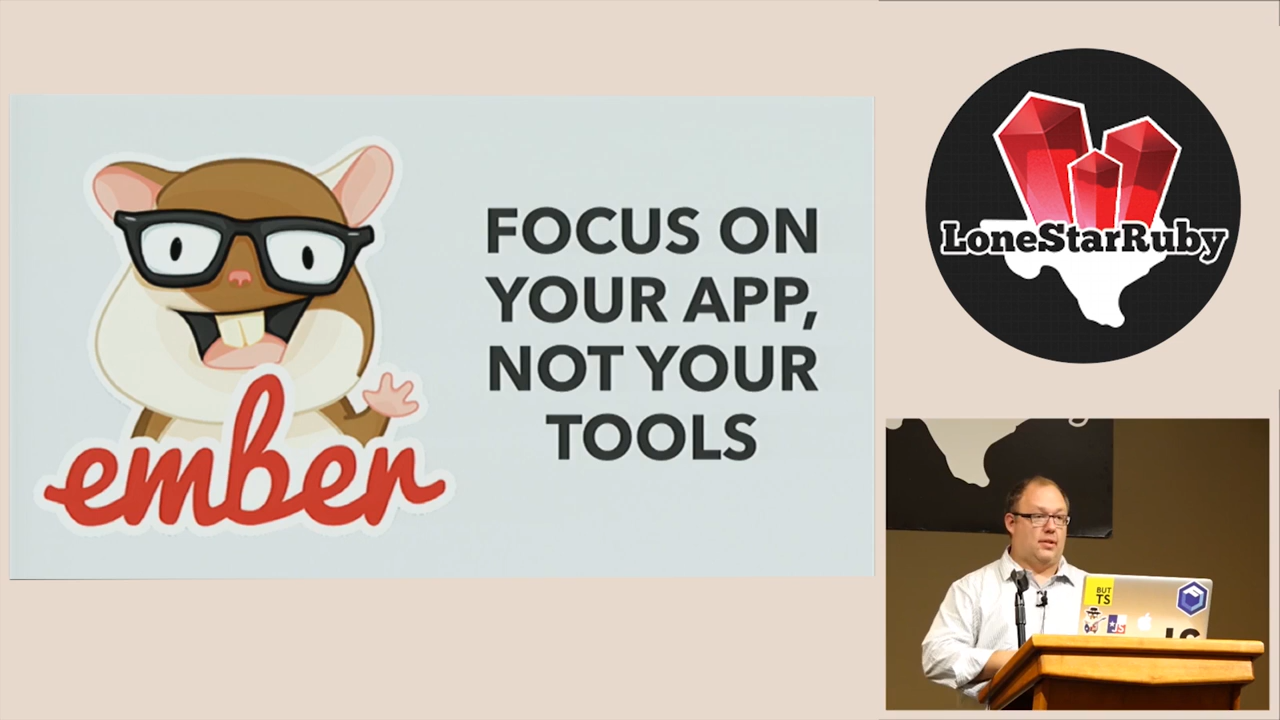 FOCUS ON
YOUR APP,
NOT YOUR
TOOLS
ember
LoneStarRuby
BUT
TS
JS